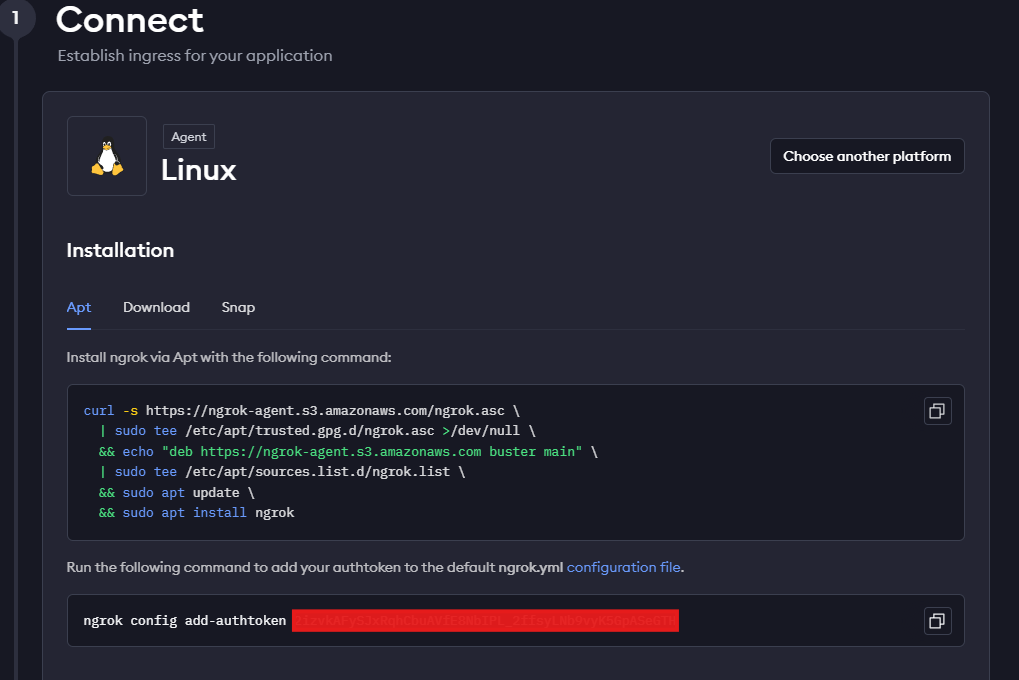 1
Connect
Establish ingress for your application
Agent
Linux
Choose another platform
Installation
Apt Download Snap
Install ngrok via Apt with the following command:
curl -s https://ngrok-agent.s3.amazonaws.com/ngrok.asc \
| sudo tee /etc/apt/trusted.gpg.d/ngrok.asc >/dev/null \
&& echo "deb https://ngrok-agent.s3.amazonaws.com buster main" \
| sudo tee /etc/apt/sources.list.d/ngrok.list \
&& sudo apt update \
&& sudo apt install ngrok
Run the following command to add your authtoken to the default ngrok.yml configuration file.
ngrok config add-authtoken